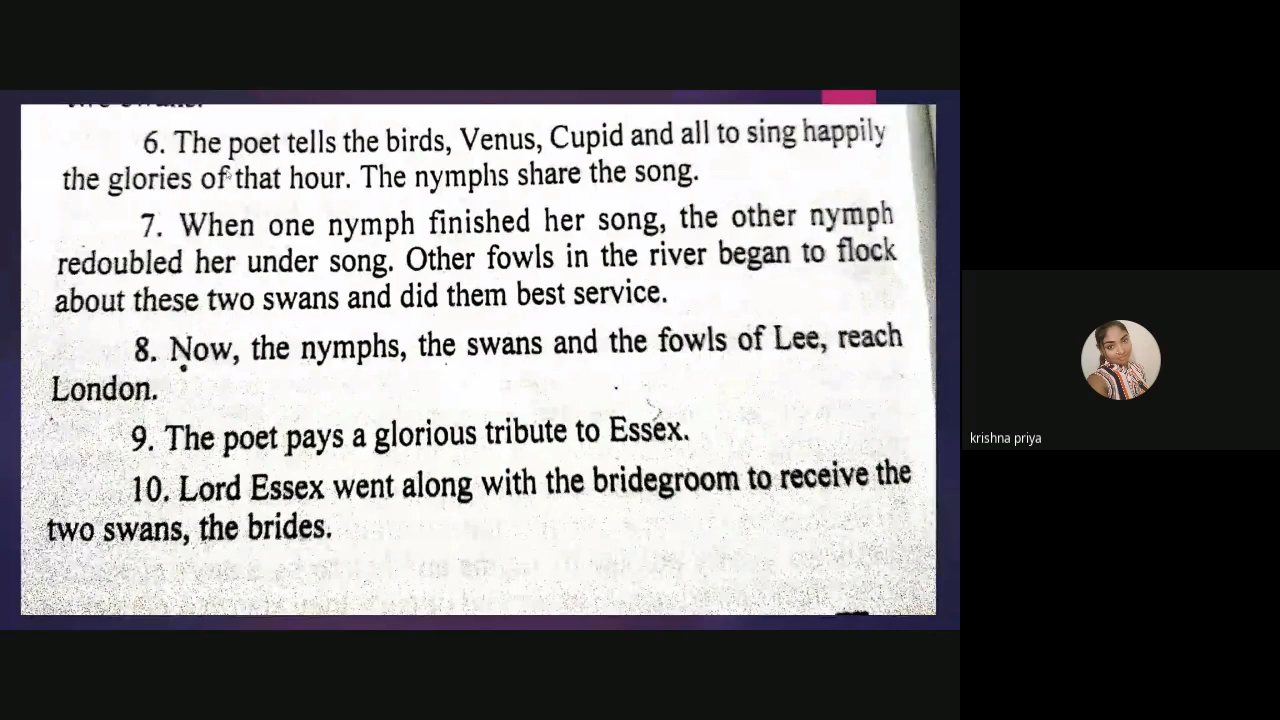 6. The poet tells the birds, Venus, Cupid and all to sing happily
the glories of that hour. The nymphs share the song.
7. When one nymph finished her song, the other nymph
redoubled her under song. Other fowls in the river began to flock
about these two swans and did them best service.
8. Now, the nymphs, the swans and the fowls of Lee, reach
London.
9. The poet pays a glorious tribute to Essex.
10. Lord Essex went along with the bridegroom to receive the
two swans, the brides.
krishna priya